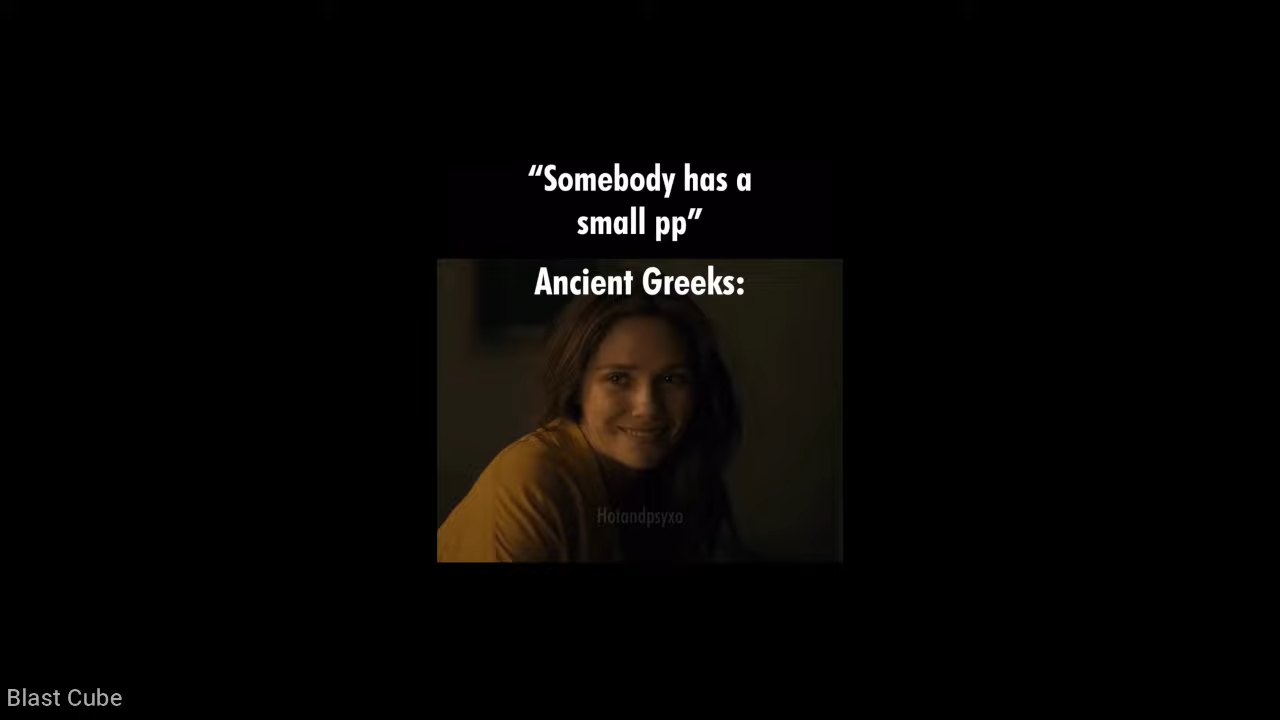 “Somebody has a
small pp”
Ancient Greeks:
Hotandpsyxo
Blast Cube